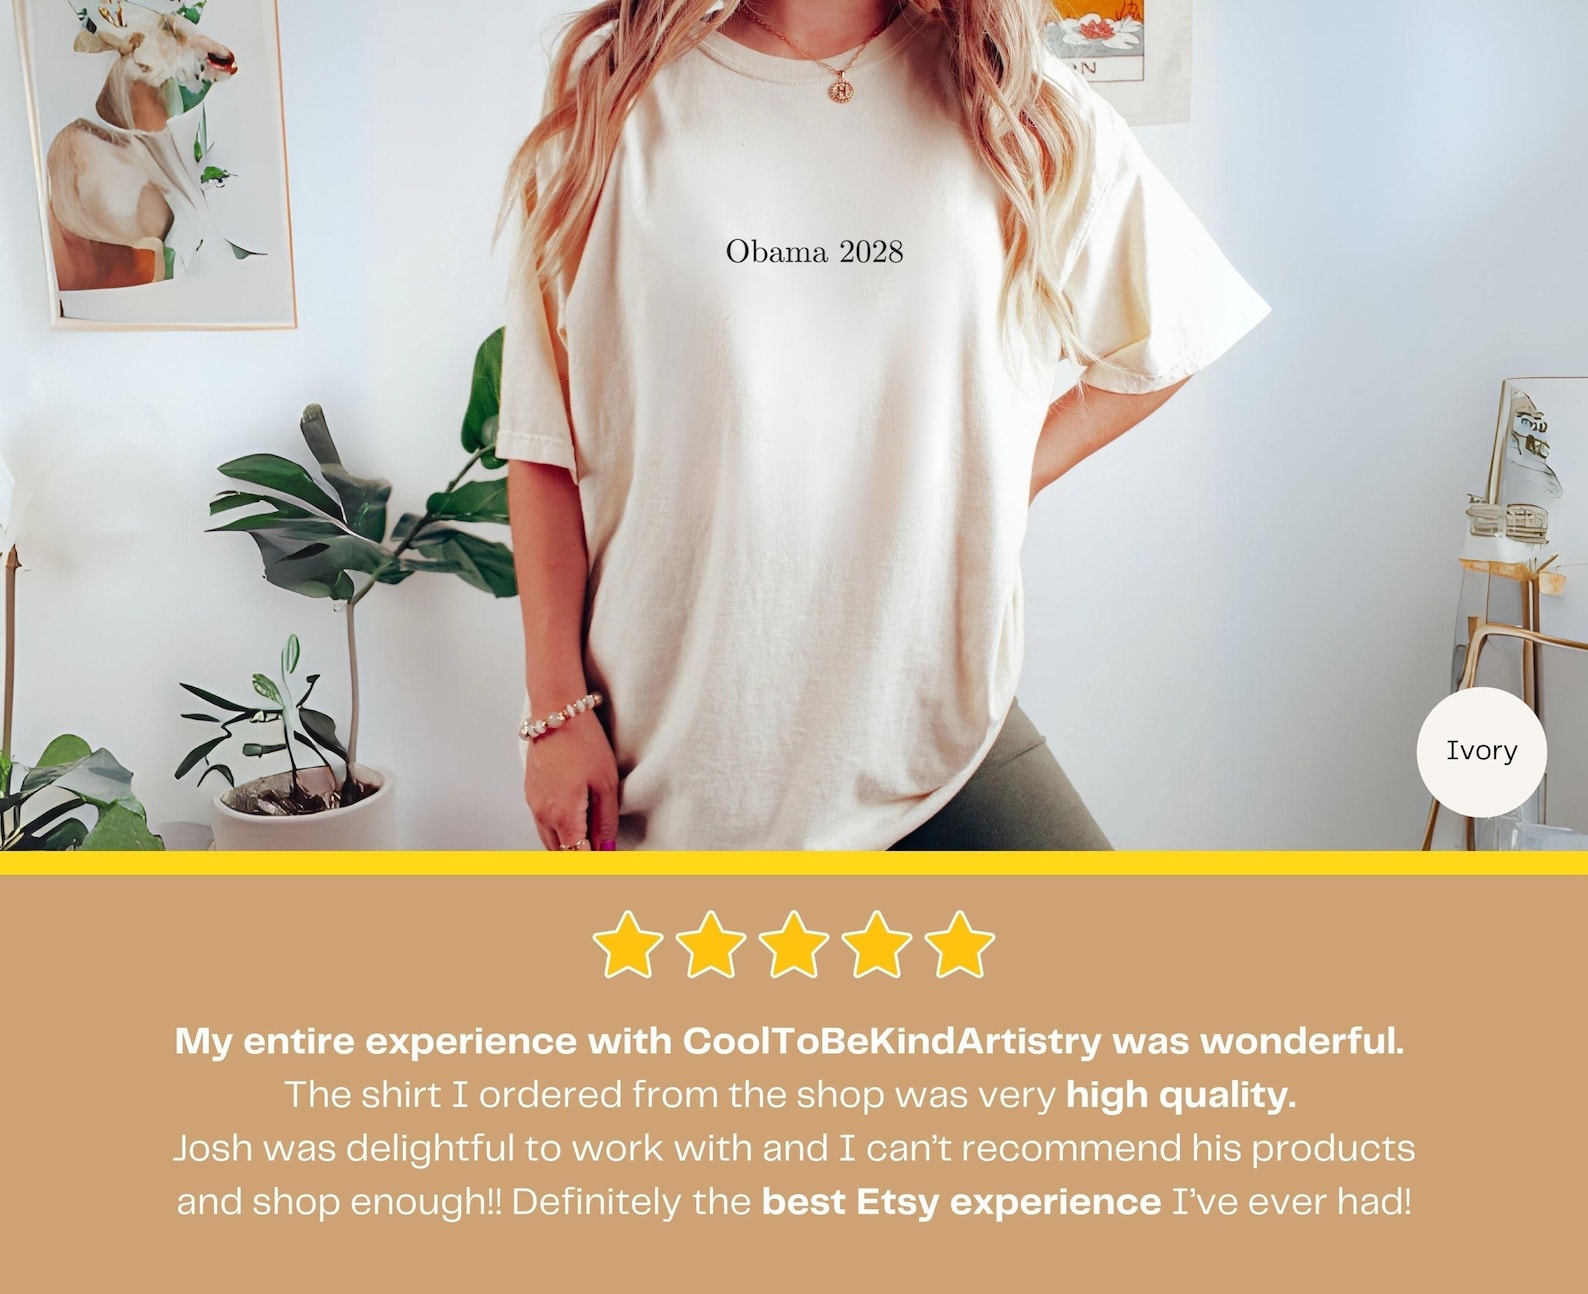 ON
H
Obama 2028
Ivory
My entire experience with CoolToBeKindArtistry was wonderful.
The shirt I ordered from the shop was very high quality.
Josh was delightful to work with and I can't recommend his products
and shop enough!! Definitely the best Etsy experience I've ever had!